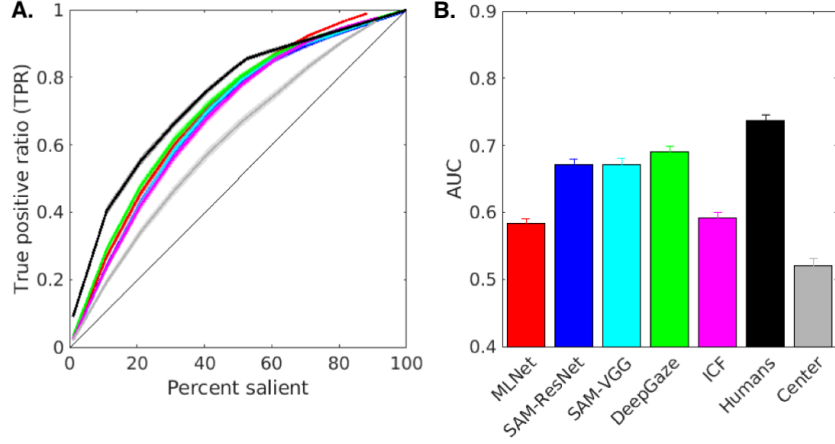 A.
True positive ratio (TPR)
1
0.8
0.6
0.4
0.2
0
0 20 40 60 80 100
Percent salient
B.
AUC
0.9
0.8
0.7
0.6
0.5
0.4
MLNet
SAM-ResNet
SAM-VGG
DeepGaze
ICF
Humans
Center